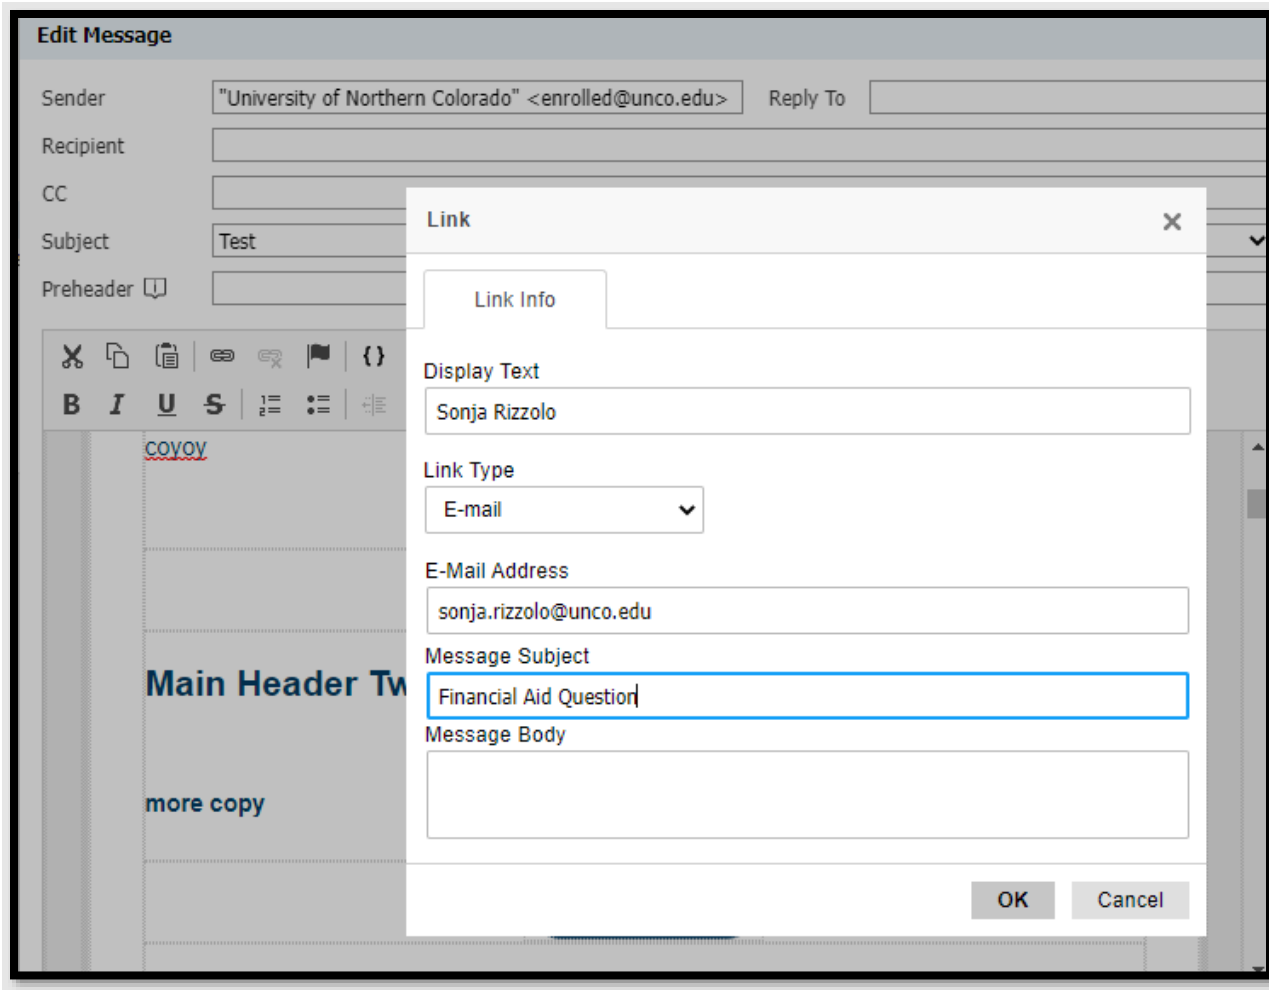 Edit Message
Sender "University of Northern Colorado" <enrolled@unco.edu> Reply To
Recipient
CC
Subject Test
Preheader
B I U S
coyoy
Main Header Tw
more copy
Link
Link Info
Display Text
Sonja Rizzolo
Link Type
E-mail
E-Mail Address
sonja.rizzolo@unco.edu
Message Subject
Financial Aid Question
Message Body
OK Cancel